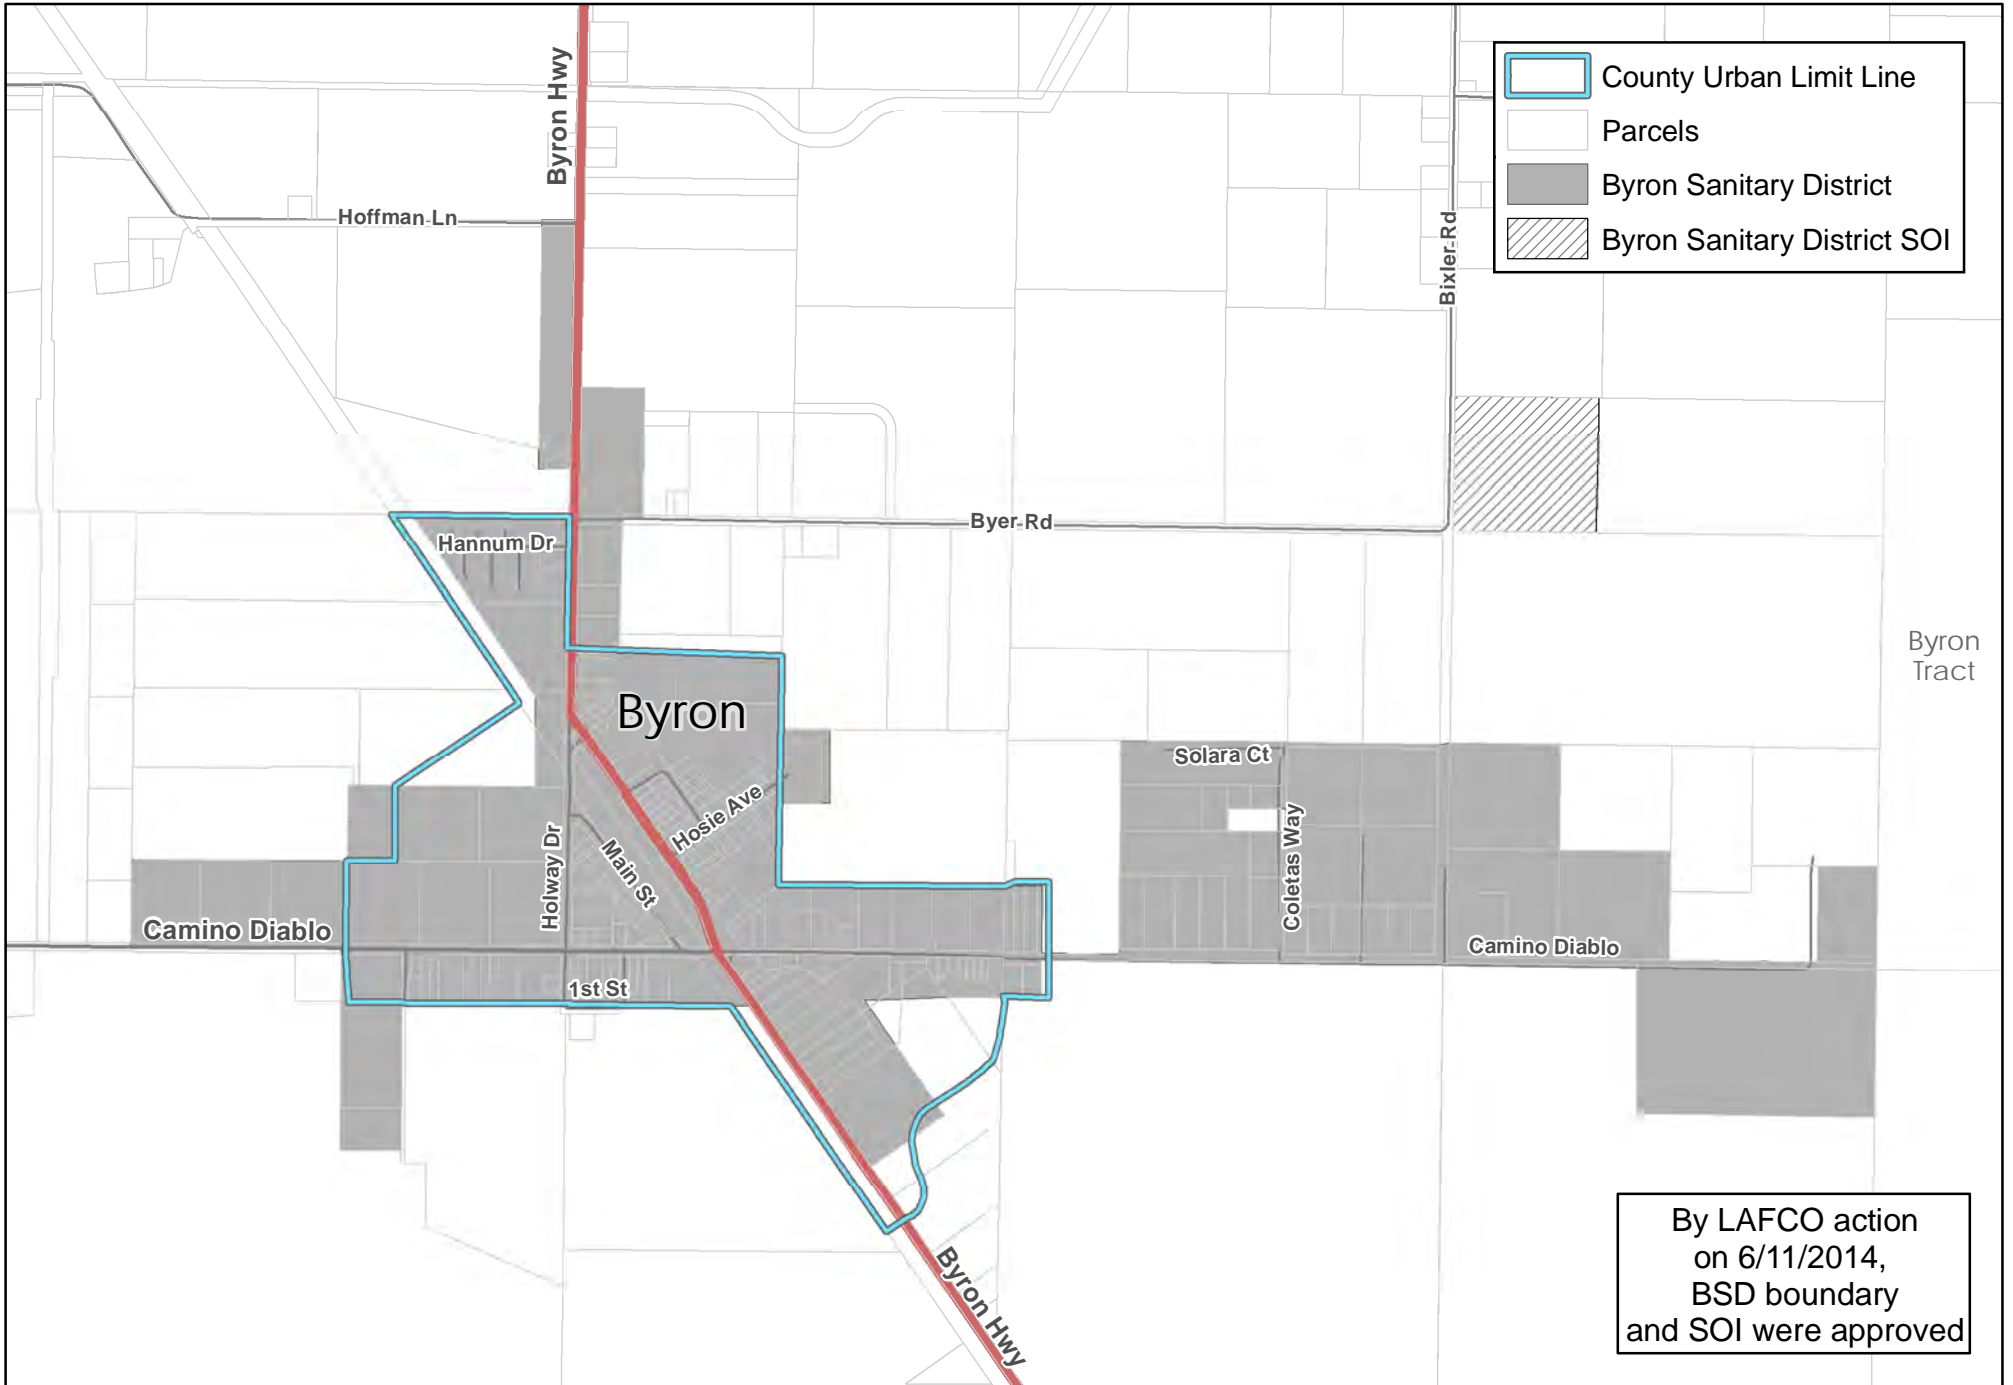 Byron Hwy
County Urban Limit Line
Parcels
Byron Sanitary District
Byron Sanitary District SOI
Hoffman Ln
Bixler Rd
Byer Rd
Hannum Dr
Byron
Tract
Byron
Solara Ct
Hosie Ave
Coletas Way
Holway Dr
Main St
Camino Diablo
Camino Diablo
1st St
Byron Hwy
By LAFCO action
on 6/11/2014,
BSD boundary
and SOI were approved